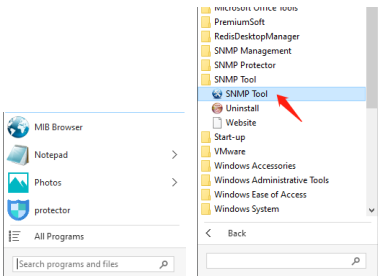 MIB Browser
Notepad
Photos
protector
All Programs
Search programs and files
Microsoft Office Tools
PremiumSoft
RedisDesktopManager
SNMP Management
SNMP Protector
SNMP Tool
SNMP Tool
Uninstall
Website
Start-up
VMware
Windows Accessories
Windows Administrative Tools
Windows Ease of Access
Windows System
Back